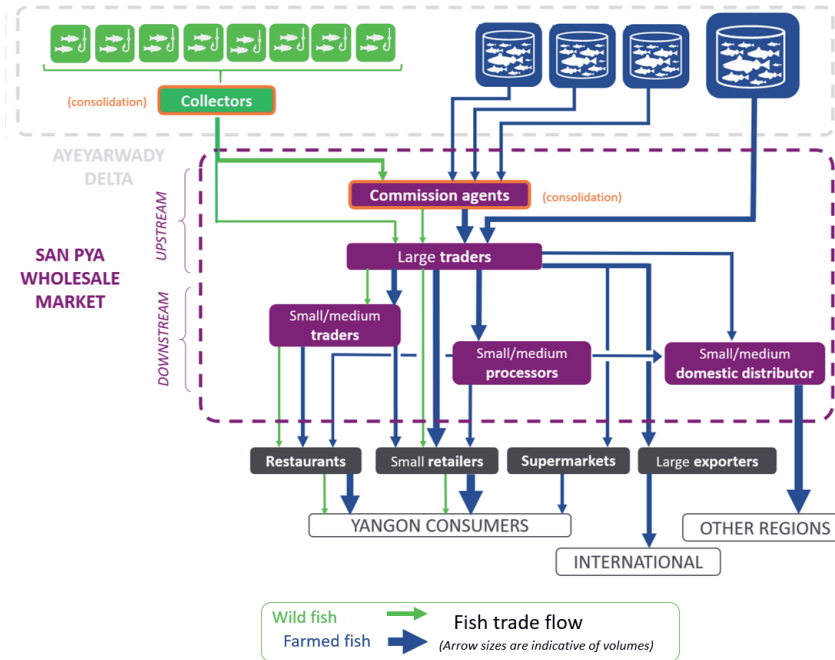 (consolidation)
Collectors
AYEYARWADY
DELTA
Commission agents
(consolidation)
UPSTREAM
SAN PYA
WHOLESALE
MARKET
Large traders
DOWNSTREAM
Small/medium
traders
Small/medium
processors
Small/medium
domestic distributor
Restaurants
Small retailers
Supermarkets
Large exporters
YANGON CONSUMERS
OTHER REGIONS
INTERNATIONAL
Wild fish
Fish trade flow
Farmed fish
(Arrow sizes are indicative of volumes)